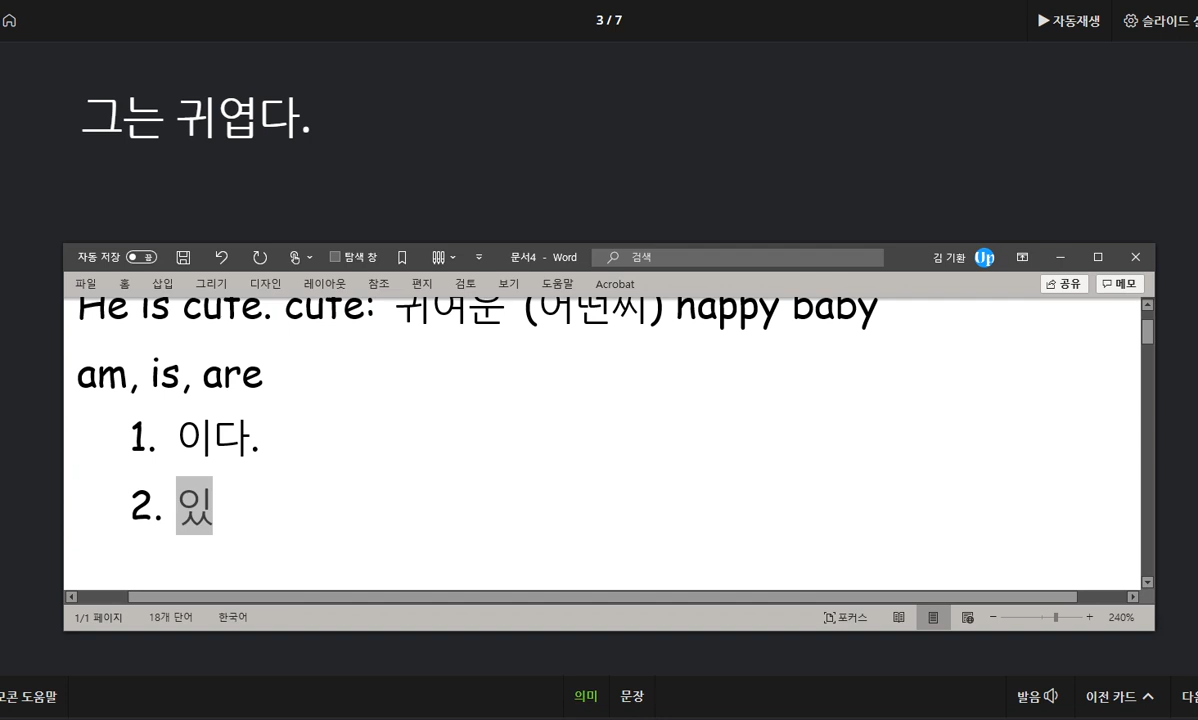 3 / 7
▶ 자동재생
슬라이드
그는 귀엽다.
자동 저장 끔
탐색 창
문서4 - Word
검색
김 기환
Up
파일 홈 삽입 그리기 디자인 레이아웃 참조 편지 검토 보기 도움말 Acrobat
공유
메모
He is cute. cute: 귀여운 (어떤씨) happy baby
am, is, are
1. 이다.
2. 있
1/1 페이지
18개 단어
한국어
포커스
− +
240%
도움말
의미
문장
발음
이전 카드